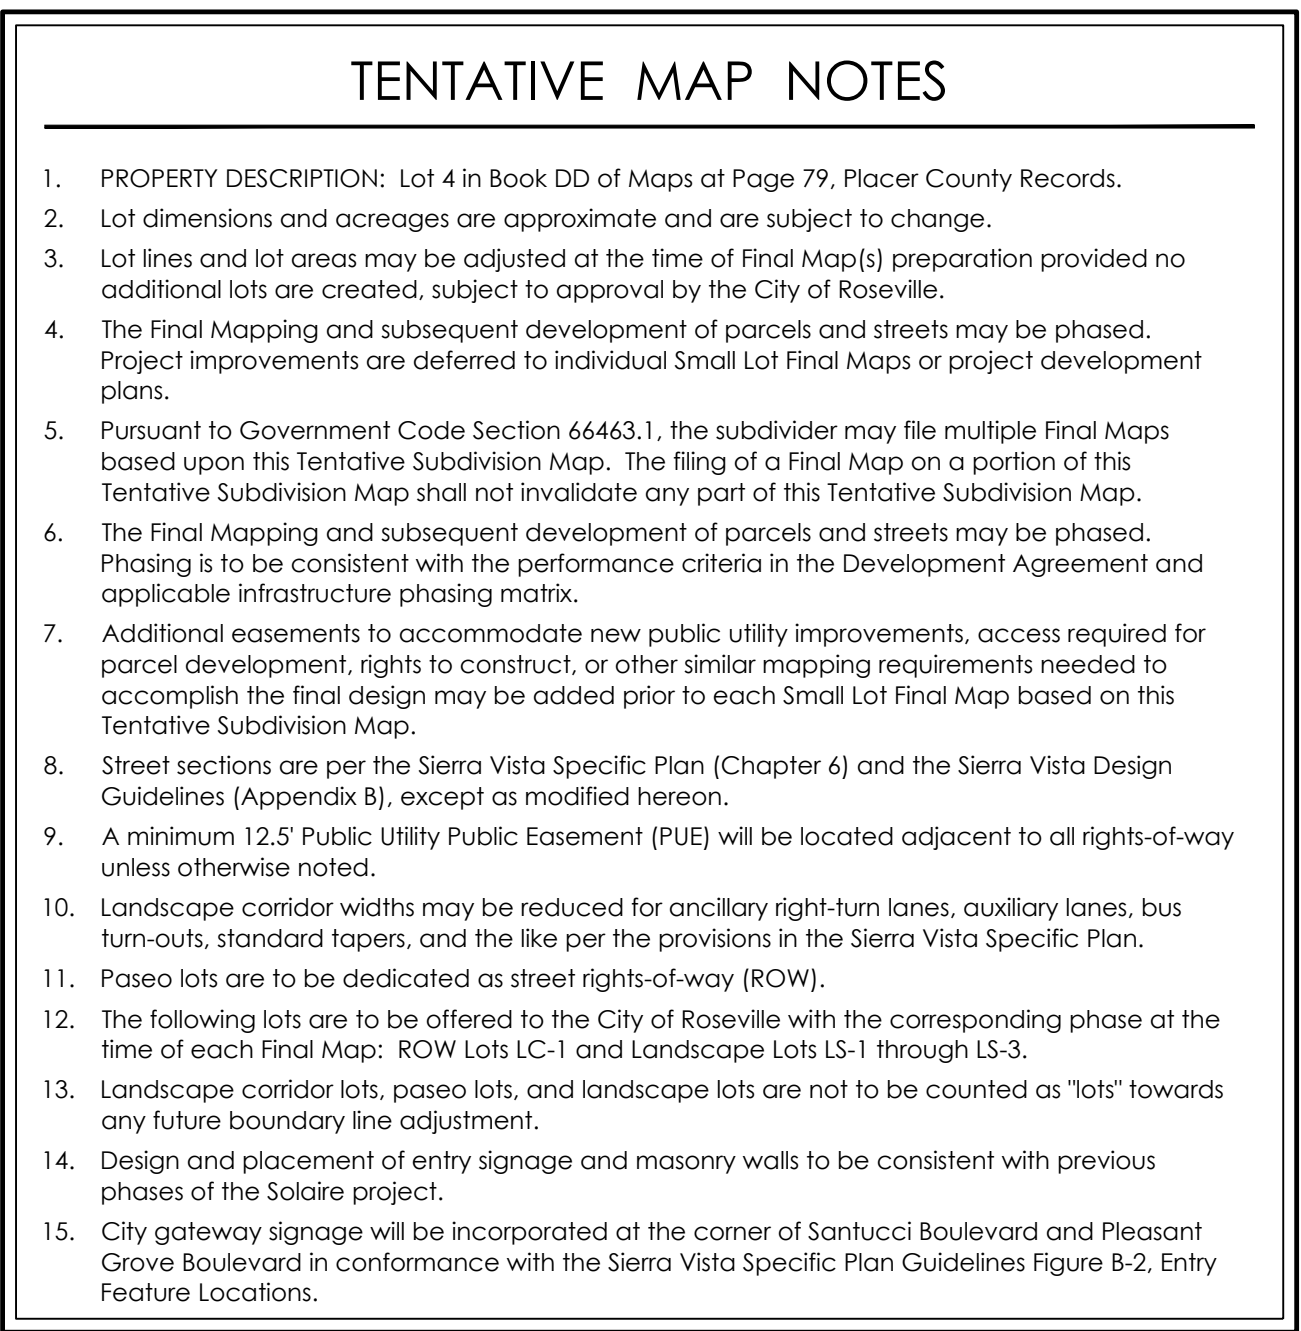 TENTATIVE MAP NOTES
1. PROPERTY DESCRIPTION: Lot 4 in Book DD of Maps at Page 79, Placer County Records.
2. Lot dimensions and acreages are approximate and are subject to change.
3. Lot lines and lot areas may be adjusted at the time of Final Map(s) preparation provided no
additional lots are created, subject to approval by the City of Roseville.
4. The Final Mapping and subsequent development of parcels and streets may be phased.
Project improvements are deferred to individual Small Lot Final Maps or project development
plans.
5. Pursuant to Government Code Section 66463.1, the subdivider may file multiple Final Maps
based upon this Tentative Subdivision Map. The filing of a Final Map on a portion of this
Tentative Subdivision Map shall not invalidate any part of this Tentative Subdivision Map.
6. The Final Mapping and subsequent development of parcels and streets may be phased.
Phasing is to be consistent with the performance criteria in the Development Agreement and
applicable infrastructure phasing matrix.
7. Additional easements to accommodate new public utility improvements, access required for
parcel development, rights to construct, or other similar mapping requirements needed to
accomplish the final design may be added prior to each Small Lot Final Map based on this
Tentative Subdivision Map.
8. Street sections are per the Sierra Vista Specific Plan (Chapter 6) and the Sierra Vista Design
Guidelines (Appendix B), except as modified hereon.
9. A minimum 12.5' Public Utility Public Easement (PUE) will be located adjacent to all rights-of-way
unless otherwise noted.
10. Landscape corridor widths may be reduced for ancillary right-turn lanes, auxiliary lanes, bus
turn-outs, standard tapers, and the like per the provisions in the Sierra Vista Specific Plan.
11. Paseo lots are to be dedicated as street rights-of-way (ROW).
12. The following lots are to be offered to the City of Roseville with the corresponding phase at the
time of each Final Map: ROW Lots LC-1 and Landscape Lots LS-1 through LS-3.
13. Landscape corridor lots, paseo lots, and landscape lots are not to be counted as "lots" towards
any future boundary line adjustment.
14. Design and placement of entry signage and masonry walls to be consistent with previous
phases of the Solaire project.
15. City gateway signage will be incorporated at the corner of Santucci Boulevard and Pleasant
Grove Boulevard in conformance with the Sierra Vista Specific Plan Guidelines Figure B-2, Entry
Feature Locations.